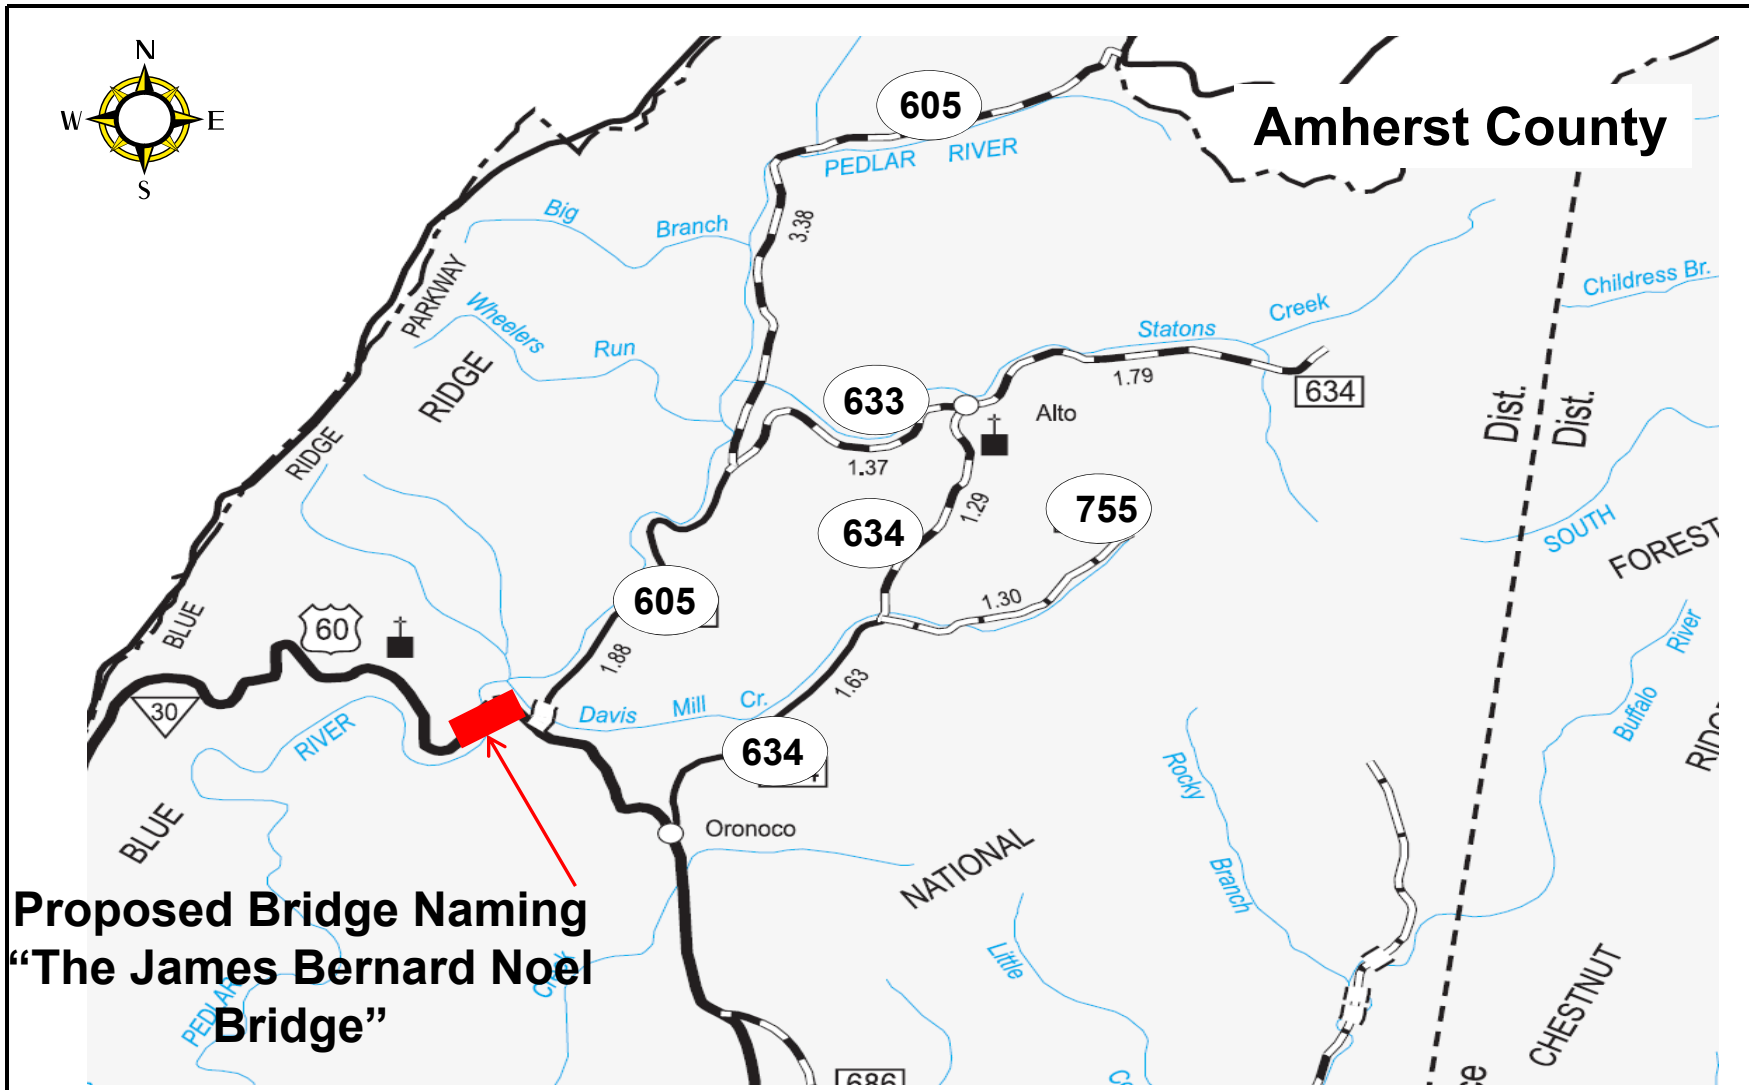 N
W E
S
605
Amherst County
PEDLAR RIVER
Big Branch
3.38
PARKWAY
Wheelers Run
Childress Br.
Statons Creek
1.79
634
RIDGE
633
Alto
Dist.
Dist.
RIDGE
1.37
1.29
755
634
SOUTH
FOREST
605
1.30
BLUE
60
1.88
River
Buffalo
1.63
30
RIVER
Davis Mill Cr.
634
Rocky
Branch
BLUE
Oronoco
NATIONAL
Proposed Bridge Naming
“The James Bernard Noel
Bridge”
PEDLAR
Creek
Little
CHESTNUT
686